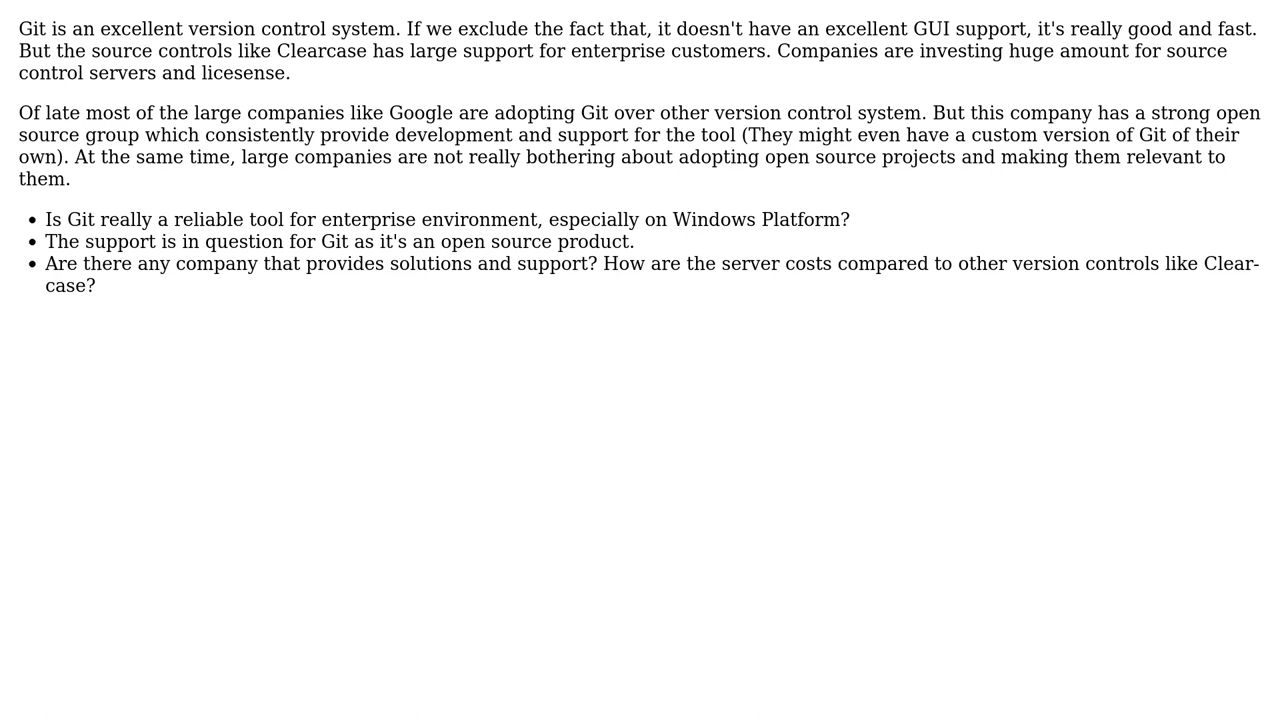 Git is an excellent version control system. If we exclude the fact that, it doesn't have an excellent GUI support, it's really good and fast.
But the source controls like Clearcase has large support for enterprise customers. Companies are investing huge amount for source
control servers and licesense.
Of late most of the large companies like Google are adopting Git over other version control system. But this company has a strong open
source group which consistently provide development and support for the tool (They might even have a custom version of Git of their
own). At the same time, large companies are not really bothering about adopting open source projects and making them relevant to
them.
• Is Git really a reliable tool for enterprise environment, especially on Windows Platform?
• The support is in question for Git as it's an open source product.
• Are there any company that provides solutions and support? How are the server costs compared to other version controls like Clear-
case?